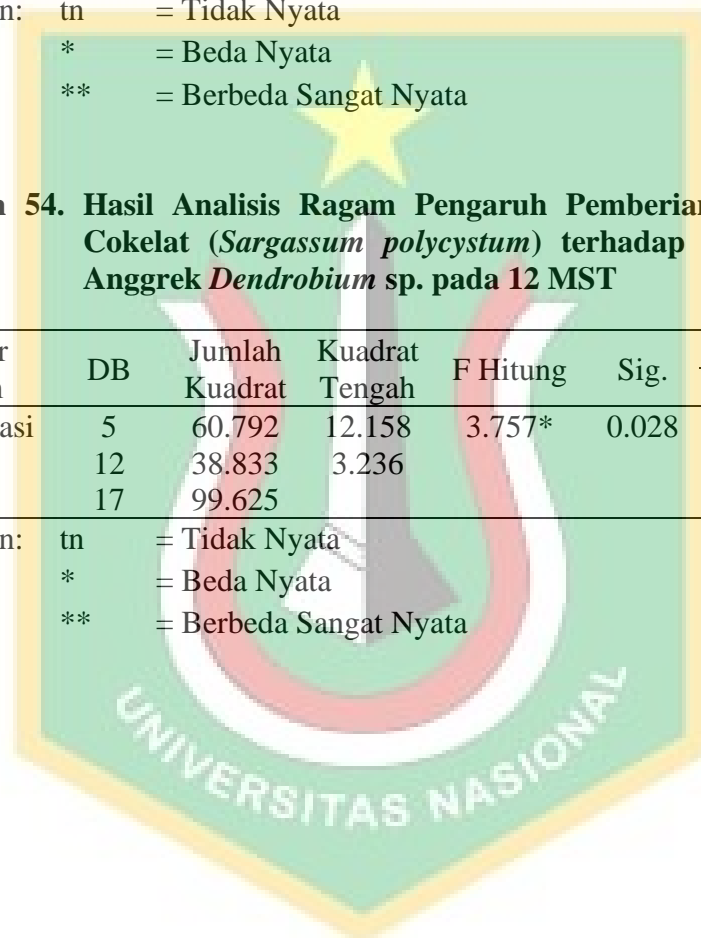 n: tn = Tidak Nyata
* = Beda Nyata
** = Berbeda Sangat Nyata
n 54. Hasil Analisis Ragam Pengaruh Pemberian
Cokelat (Sargassum polycystum) terhadap
Anggrek Dendrobium sp. pada 12 MST
r
n DB Jumlah Kuadrat Kuadrat Tengah F Hitung Sig.
asi 5 60.792 12.158 3.757* 0.028
12 38.833 3.236
17 99.625
n: tn = Tidak Nyata
* = Beda Nyata
** = Berbeda Sangat Nyata
UNIVERSITAS NASIONAL